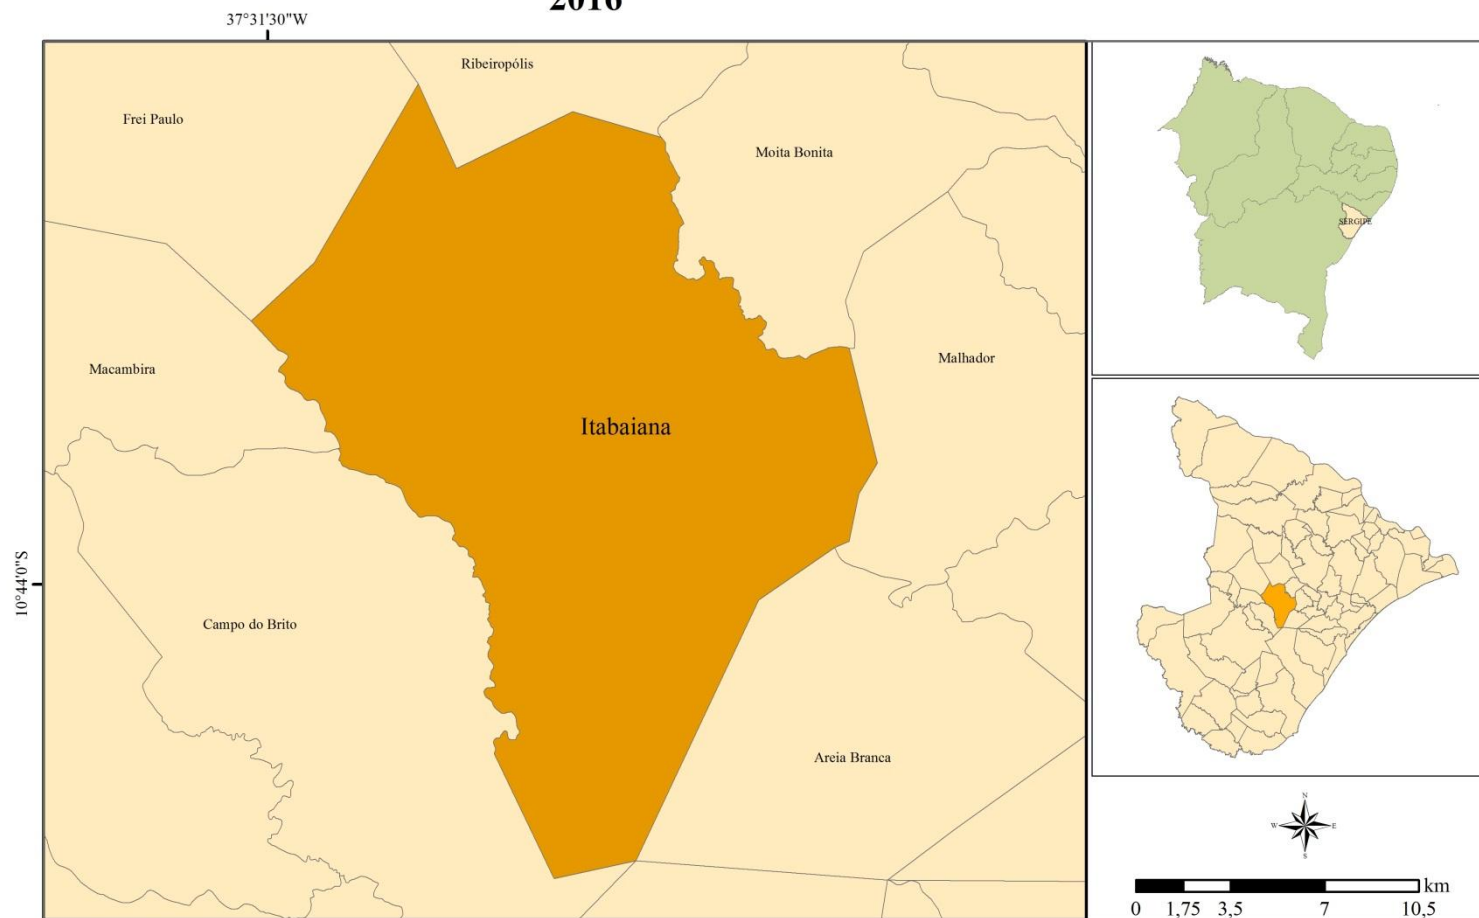 2016
37°31'30"W
Ribeiropólis
Frei Paulo
Moita Bonita
SERGIPE
Macambira
Malhador
Itabaiana
10°44'0"S
Campo do Brito
Areia Branca
N
W
E
S
km
0 1,75 3,5 7 10,5